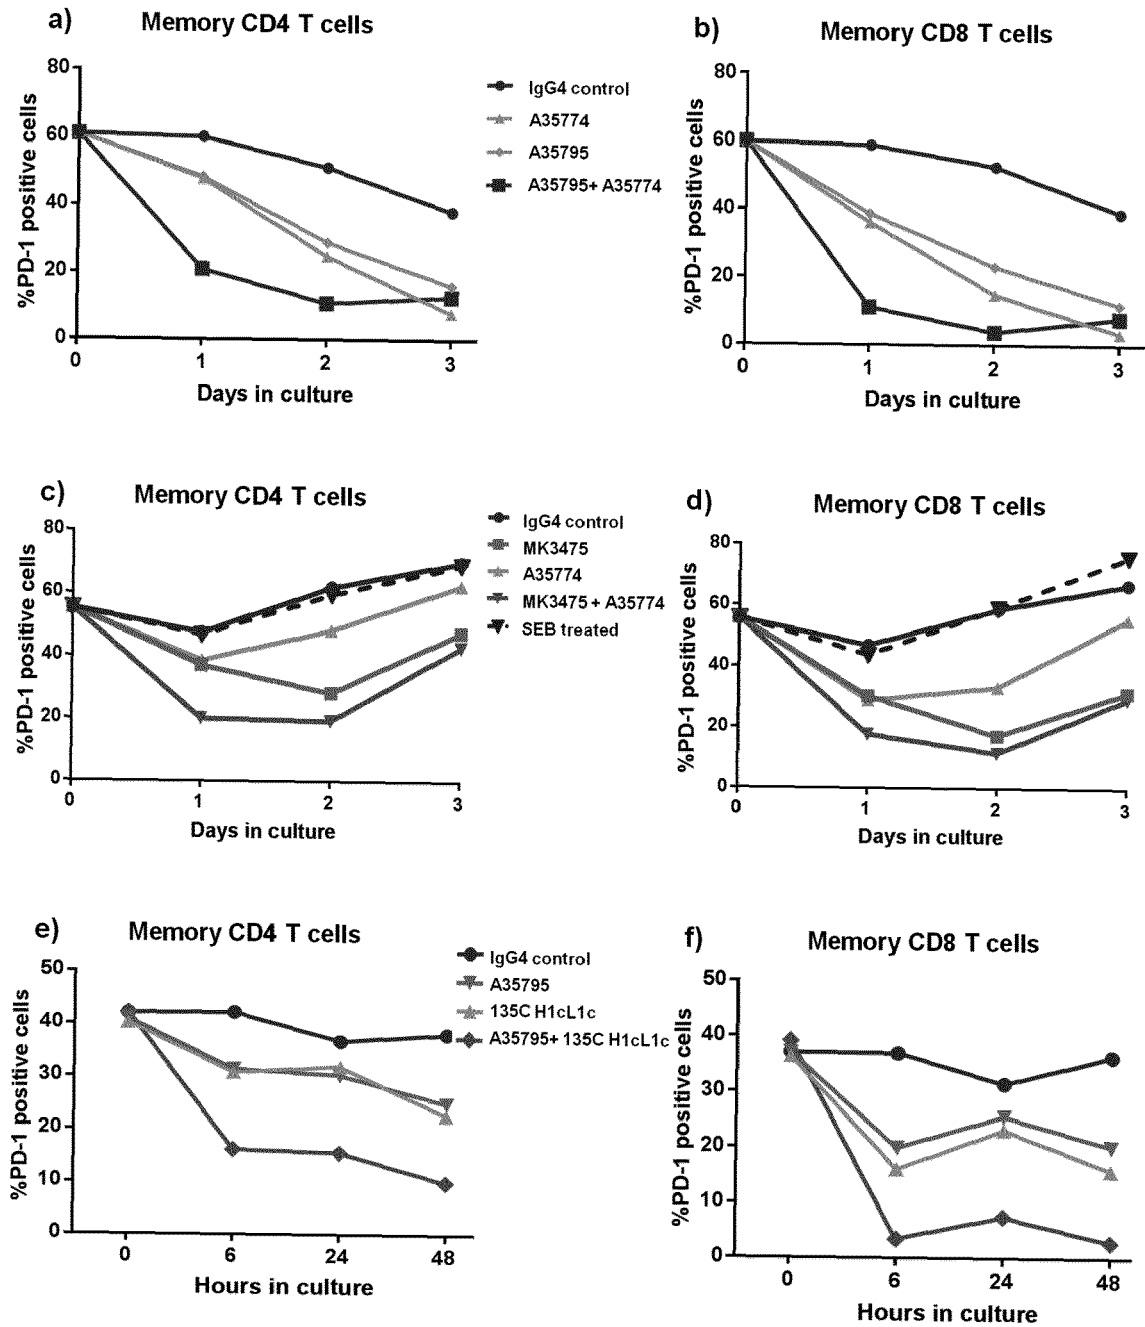 a)
Memory CD4 T cells
%PD-1 positive cells
80
60
40
20
0
0 1 2 3
Days in culture
IgG4 control
A35774
A35795
A35795+ A35774
b)
Memory CD8 T cells
%PD-1 positive cells
80
60
40
20
0
0 1 2 3
Days in culture
c)
Memory CD4 T cells
%PD-1 positive cells
80
60
40
20
0
0 1 2 3
Days in culture
IgG4 control
MK3475
A35774
MK3475 + A35774
SEB treated
d)
Memory CD8 T cells
%PD-1 positive cells
80
60
40
20
0
0 1 2 3
Days in culture
e)
Memory CD4 T cells
%PD-1 positive cells
50
40
30
20
10
0
0 6 24 48
Hours in culture
IgG4 control
A35795
135C H1cL1c
A35795+ 135C H1cL1c
f)
Memory CD8 T cells
%PD-1 positive cells
50
40
30
20
10
0
0 6 24 48
Hours in culture